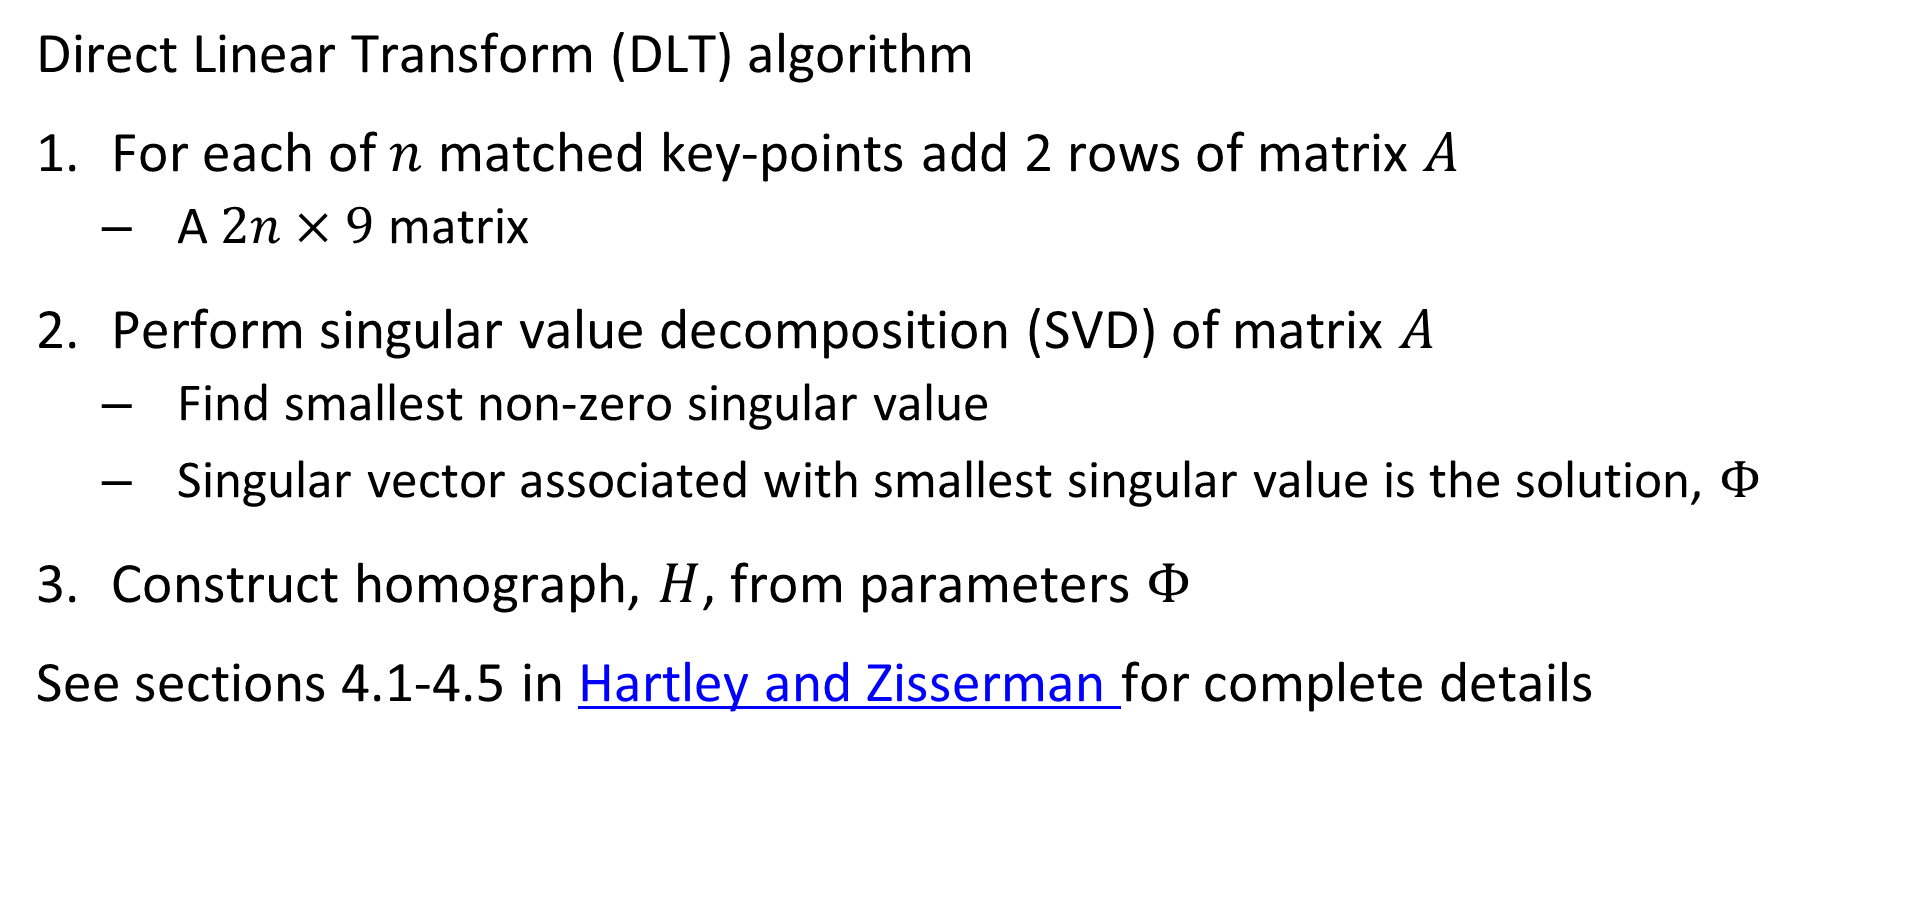 Direct Linear Transform (DLT) algorithm
1. For each of n matched key-points add 2 rows of matrix A
– A 2n × 9 matrix
2. Perform singular value decomposition (SVD) of matrix A
– Find smallest non-zero singular value
– Singular vector associated with smallest singular value is the solution, Φ
3. Construct homograph, H, from parameters Φ
See sections 4.1-4.5 in Hartley and Zisserman for complete details